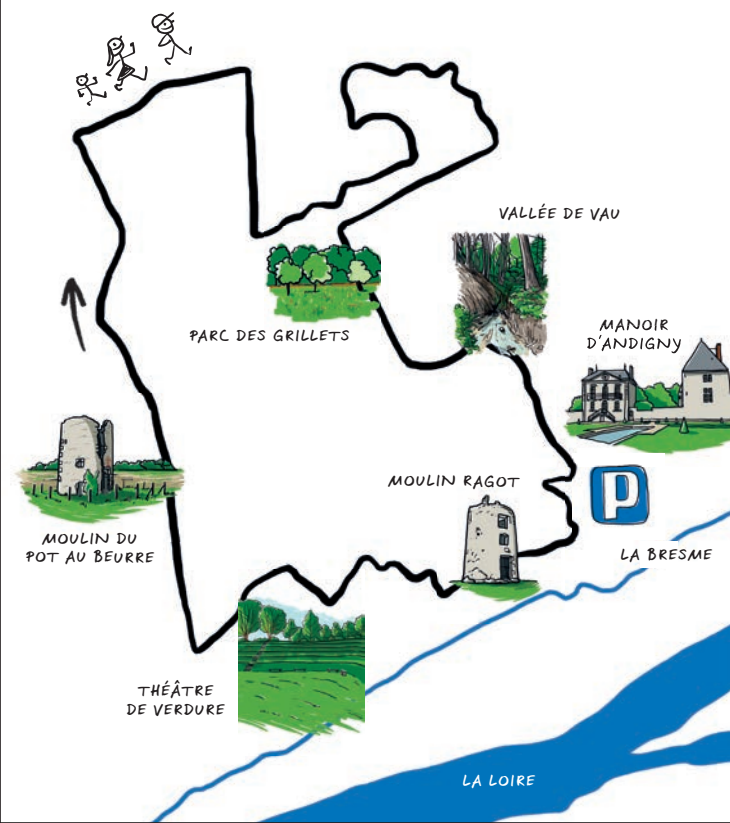 VALLÉE DE VAU
PARC DES GRILLETS
MANOIR
D'ANDIGNY
MOULIN RAGOT
P
MOULIN DU
POT AU BEURRE
LA BRESME
THÉÂTRE
DE VERDURE
LA LOIRE